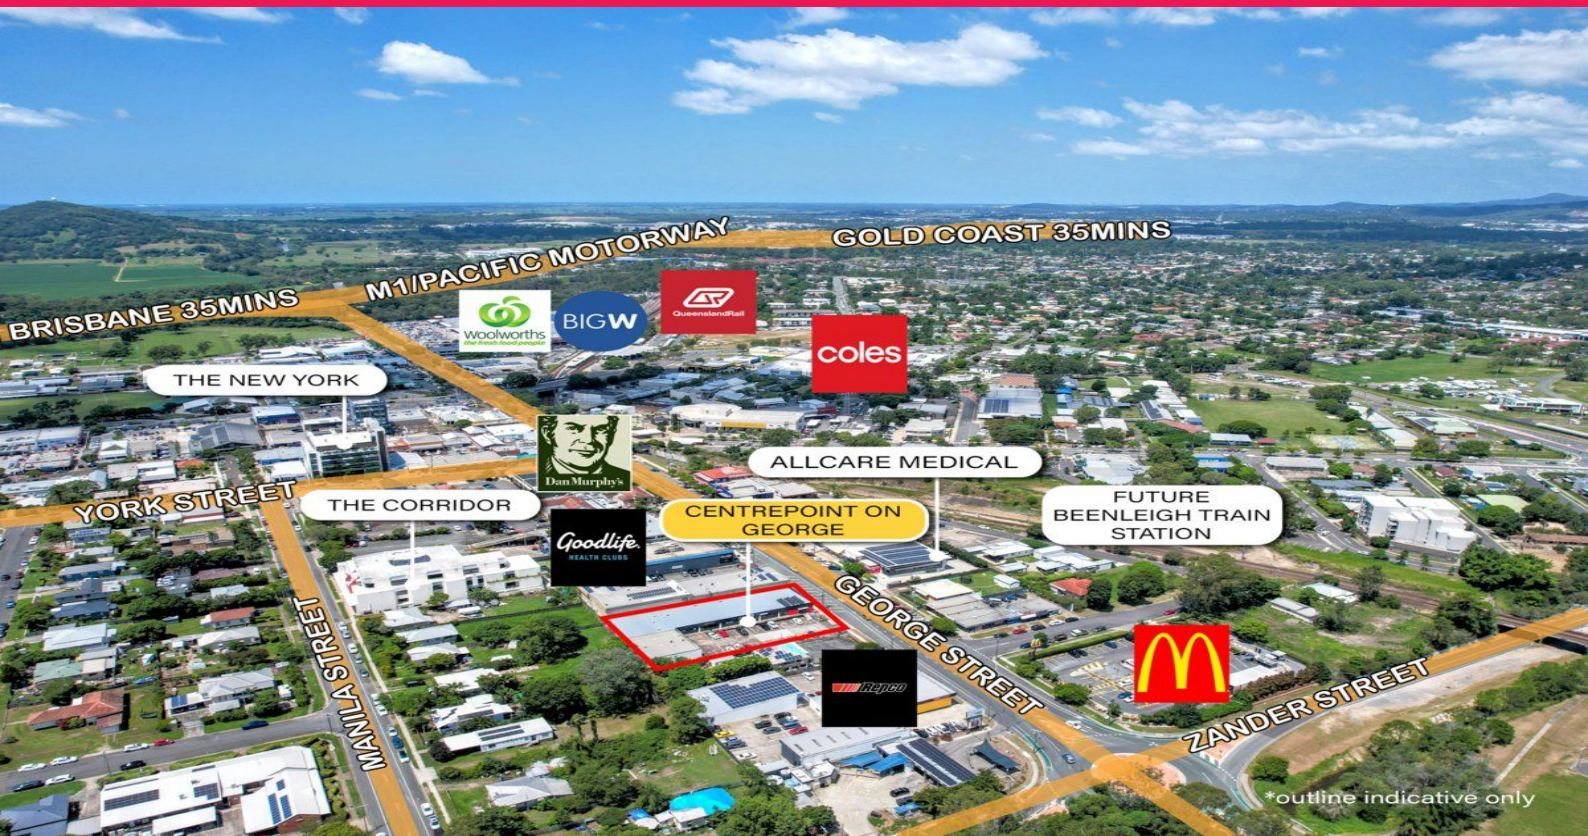 GOLD COAST 35MINS
M1/PACIFIC MOTORWAY
BRISBANE 35MINS
Woolworths
the fresh food people
BIGW
QueenslandRail
coles
THE NEW YORK
Dan Murphy's
ALLCARE MEDICAL
YORK STREET
THE CORRIDOR
CENTREPOINT ON
GEORGE
FUTURE
BEENLEIGH TRAIN
STATION
Goodlife.
HEALTH CLUBS
GEORGE STREET
MANILA STREET
Repco
ZANDER STREET
*outline indicative only